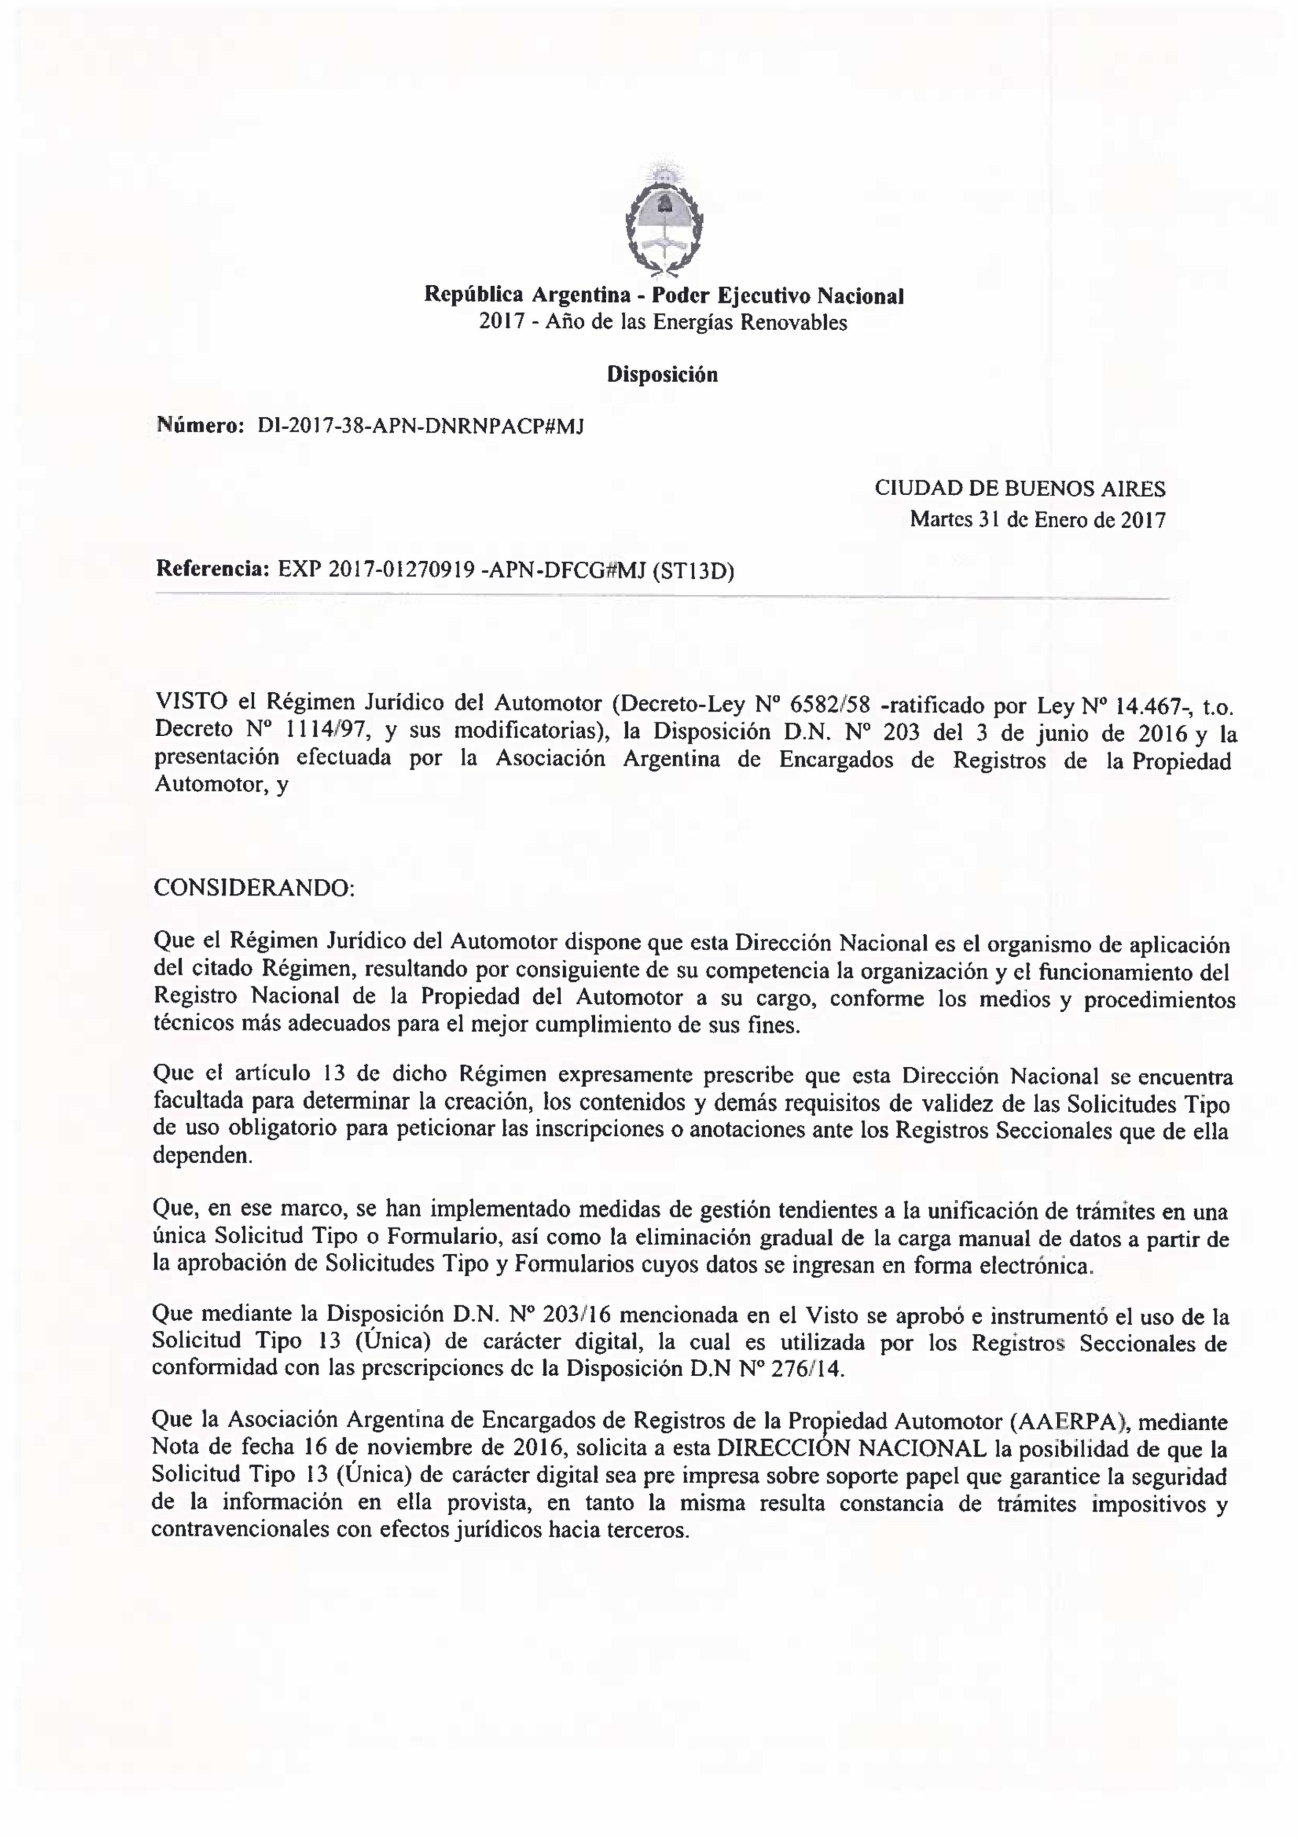 República Argentina - Poder Ejecutivo Nacional
2017 - Año de las Energías Renovables
Disposición
Número: DI-2017-38-APN-DNRNPACP#MJ
CIUDAD DE BUENOS AIRES
Martes 31 de Enero de 2017
Referencia: EXP 2017-01270919 -APN-DFCG#MJ (ST13D)
VISTO el Régimen Jurídico del Automotor (Decreto-Ley Nº 6582/58 -ratificado por Ley Nº 14.467-, t.o.
Decreto Nº 1114/97, y sus modificatorias), la Disposición D.N. Nº 203 del 3 de junio de 2016 y la
presentación efectuada por la Asociación Argentina de Encargados de Registros de la Propiedad
Automotor, y
CONSIDERANDO:
Que el Régimen Jurídico del Automotor dispone que esta Dirección Nacional es el organismo de aplicación
del citado Régimen, resultando por consiguiente de su competencia la organización y el funcionamiento del
Registro Nacional de la Propiedad del Automotor a su cargo, conforme los medios y procedimientos
técnicos más adecuados para el mejor cumplimiento de sus fines.
Que el artículo 13 de dicho Régimen expresamente prescribe que esta Dirección Nacional se encuentra
facultada para determinar la creación, los contenidos y demás requisitos de validez de las Solicitudes Tipo
de uso obligatorio para peticionar las inscripciones o anotaciones ante los Registros Seccionales que de ella
dependen.
Que, en ese marco, se han implementado medidas de gestión tendientes a la unificación de trámites en una
única Solicitud Tipo o Formulario, así como la eliminación gradual de la carga manual de datos a partir de
la aprobación de Solicitudes Tipo y Formularios cuyos datos se ingresan en forma electrónica.
Que mediante la Disposición D.N. Nº 203/16 mencionada en el Visto se aprobó e instrumentó el uso de la
Solicitud Tipo 13 (Única) de carácter digital, la cual es utilizada por los Registros Seccionales de
conformidad con las prescripciones de la Disposición D.N Nº 276/14.
Que la Asociación Argentina de Encargados de Registros de la Propiedad Automotor (AAERPA), mediante
Nota de fecha 16 de noviembre de 2016, solicita a esta DIRECCIÓN NACIONAL la posibilidad de que la
Solicitud Tipo 13 (Única) de carácter digital sea pre impresa sobre soporte papel que garantice la seguridad
de la información en ella provista, en tanto la misma resulta constancia de trámites impositivos y
contravencionales con efectos jurídicos hacia terceros.